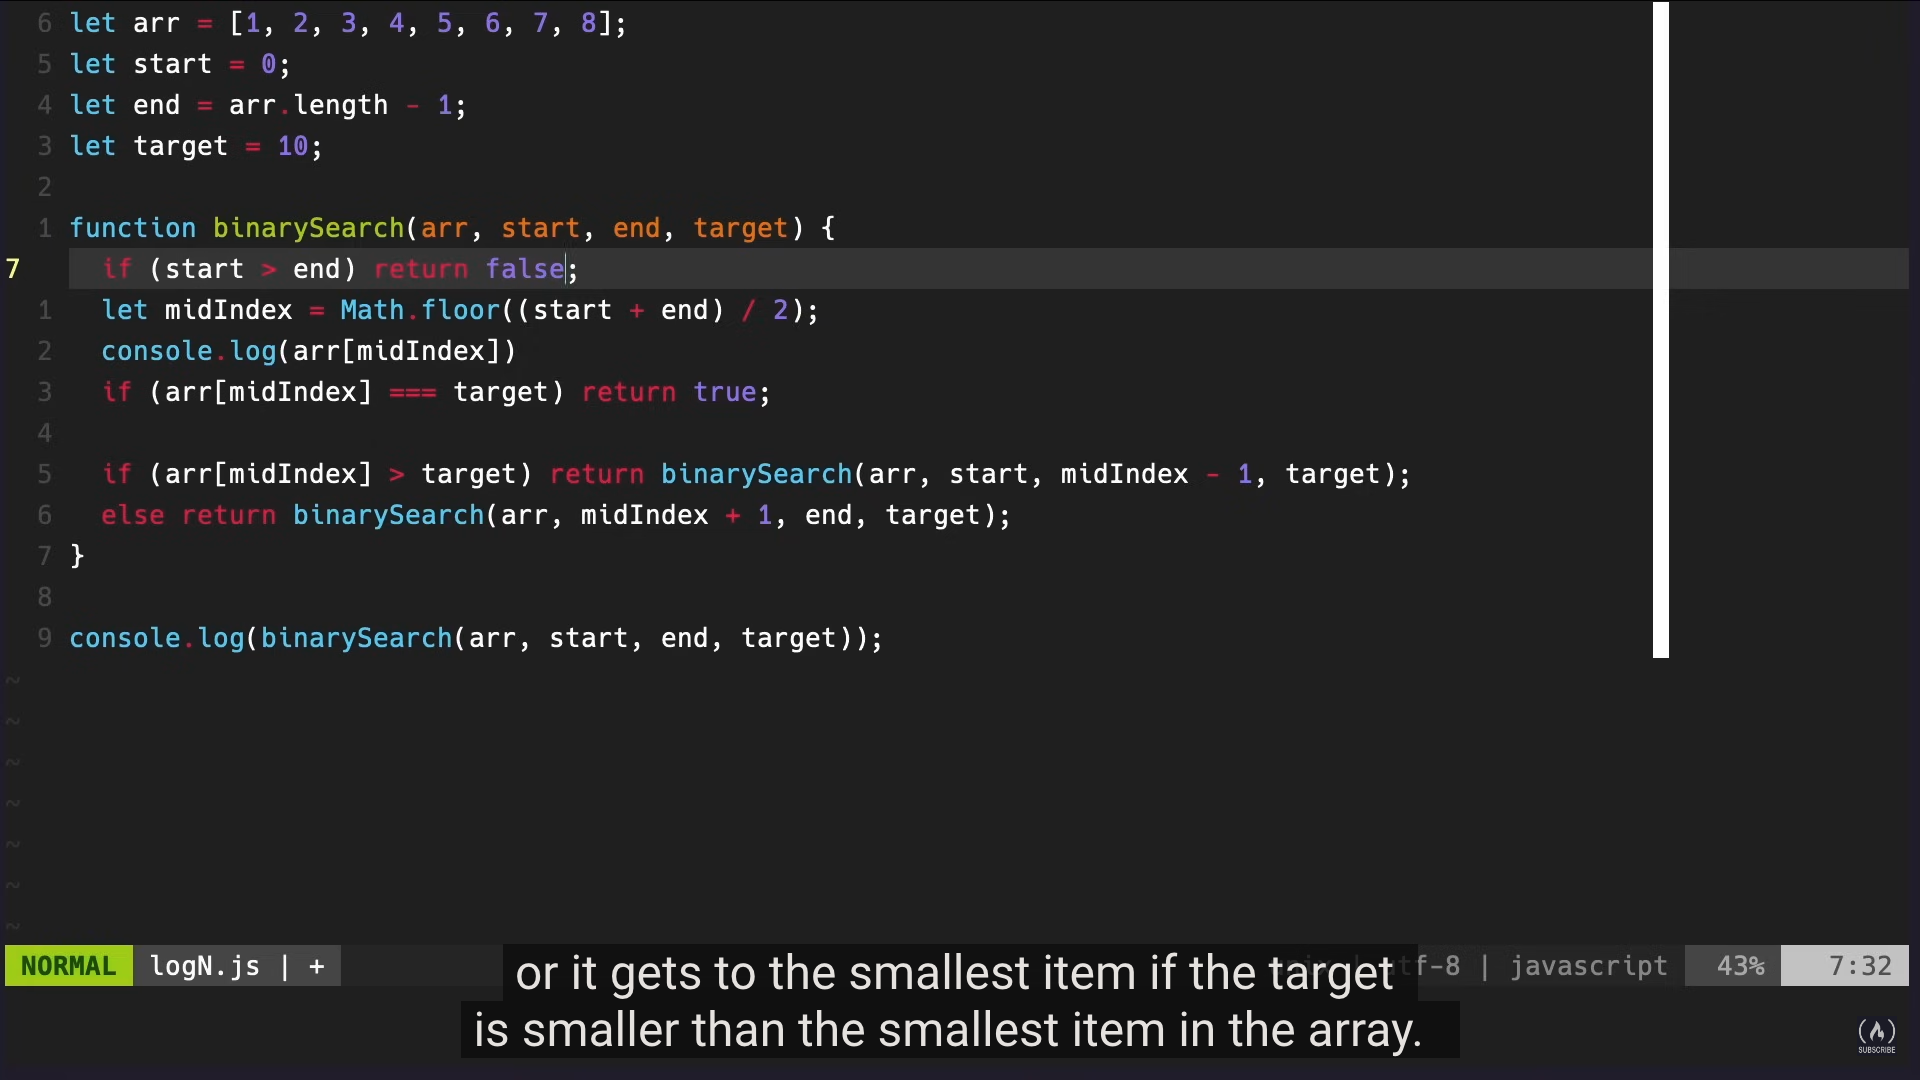 6 let arr = [1, 2, 3, 4, 5, 6, 7, 8];
5 let start = 0;
4 let end = arr.length - 1;
3 let target = 10;
2
1 function binarySearch(arr, start, end, target) {
7   if (start > end) return false;
1   let midIndex = Math.floor((start + end) / 2);
2   console.log(arr[midIndex])
3   if (arr[midIndex] === target) return true;
4
5   if (arr[midIndex] > target) return binarySearch(arr, start, midIndex - 1, target);
6   else return binarySearch(arr, midIndex + 1, end, target);
7 }
8
9 console.log(binarySearch(arr, start, end, target));
~
~
~
~
~
~
~
NORMAL logN.js | + | utf-8 | javascript 43% 7:32
or it gets to the smallest item if the target
is smaller than the smallest item in the array.
SUBSCRIBE